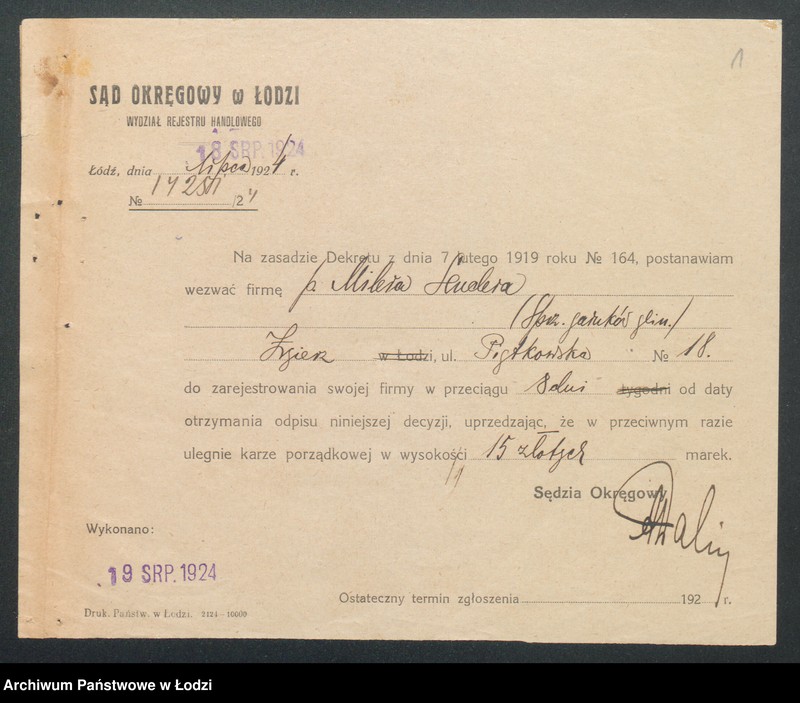 1
SĄD OKRĘGOWY w ŁODZI
WYDZIAŁ REJESTRU HANDLOWEGO
18 SRP. 1924
Łódź, dnia lipca 1924 r.
№ /24
Na zasadzie Dekretu z dnia 7 lutego 1919 roku № 164, postanawiam
wezwać firmę p. Milera
(Sprz. garnków glin.)
Zgierz w Łodzi, ul. Piątkowska № 18.
do zarejestrowania swojej firmy w przeciągu 8 dni tygodni od daty
otrzymania odpisu niniejszej decyzji, uprzedzając, że w przeciwnym razie
ulegnie karze porządkowej w wysokości 15 złotych marek.
Sędzia Okręgowy
Wykonano:
19 SRP. 1924
Ostateczny termin zgłoszenia 192 r.
Druk. Państw. w Łodzi. 2124—10000
Archiwum Państwowe w Łodzi